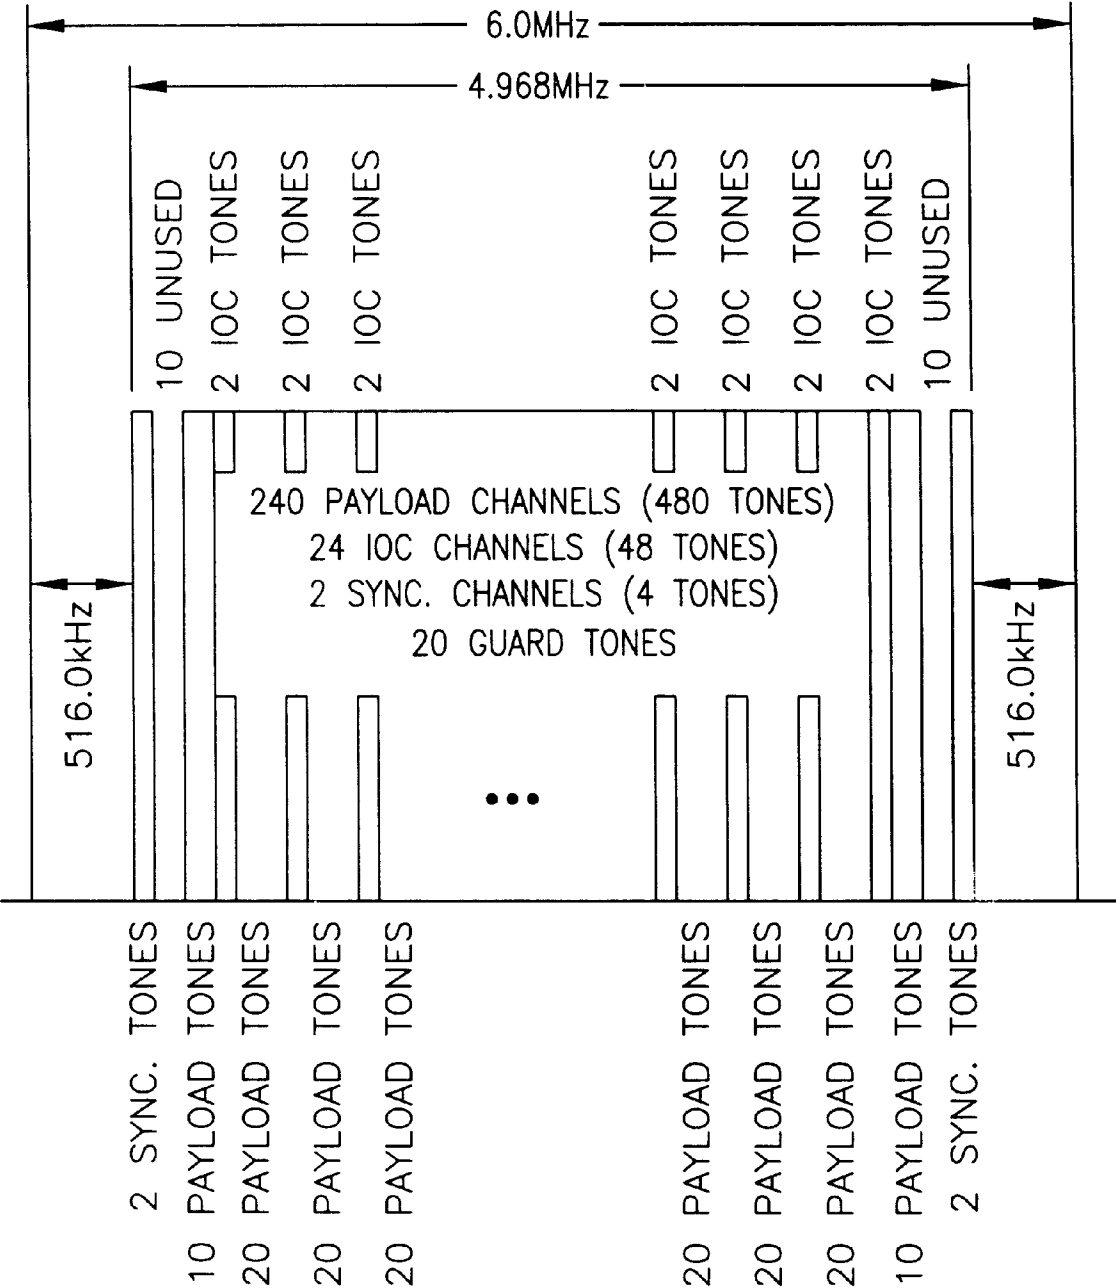 6.0MHz
4.968MHz
10 UNUSED
2 IOC TONES
2 IOC TONES
2 IOC TONES
2 IOC TONES
2 IOC TONES
2 IOC TONES
2 IOC TONES
10 UNUSED
240 PAYLOAD CHANNELS (480 TONES)
24 IOC CHANNELS (48 TONES)
2 SYNC. CHANNELS (4 TONES)
20 GUARD TONES
516.0kHz
516.0kHz
2 SYNC. TONES
10 PAYLOAD TONES
20 PAYLOAD TONES
20 PAYLOAD TONES
20 PAYLOAD TONES
20 PAYLOAD TONES
20 PAYLOAD TONES
20 PAYLOAD TONES
10 PAYLOAD TONES
2 SYNC. TONES